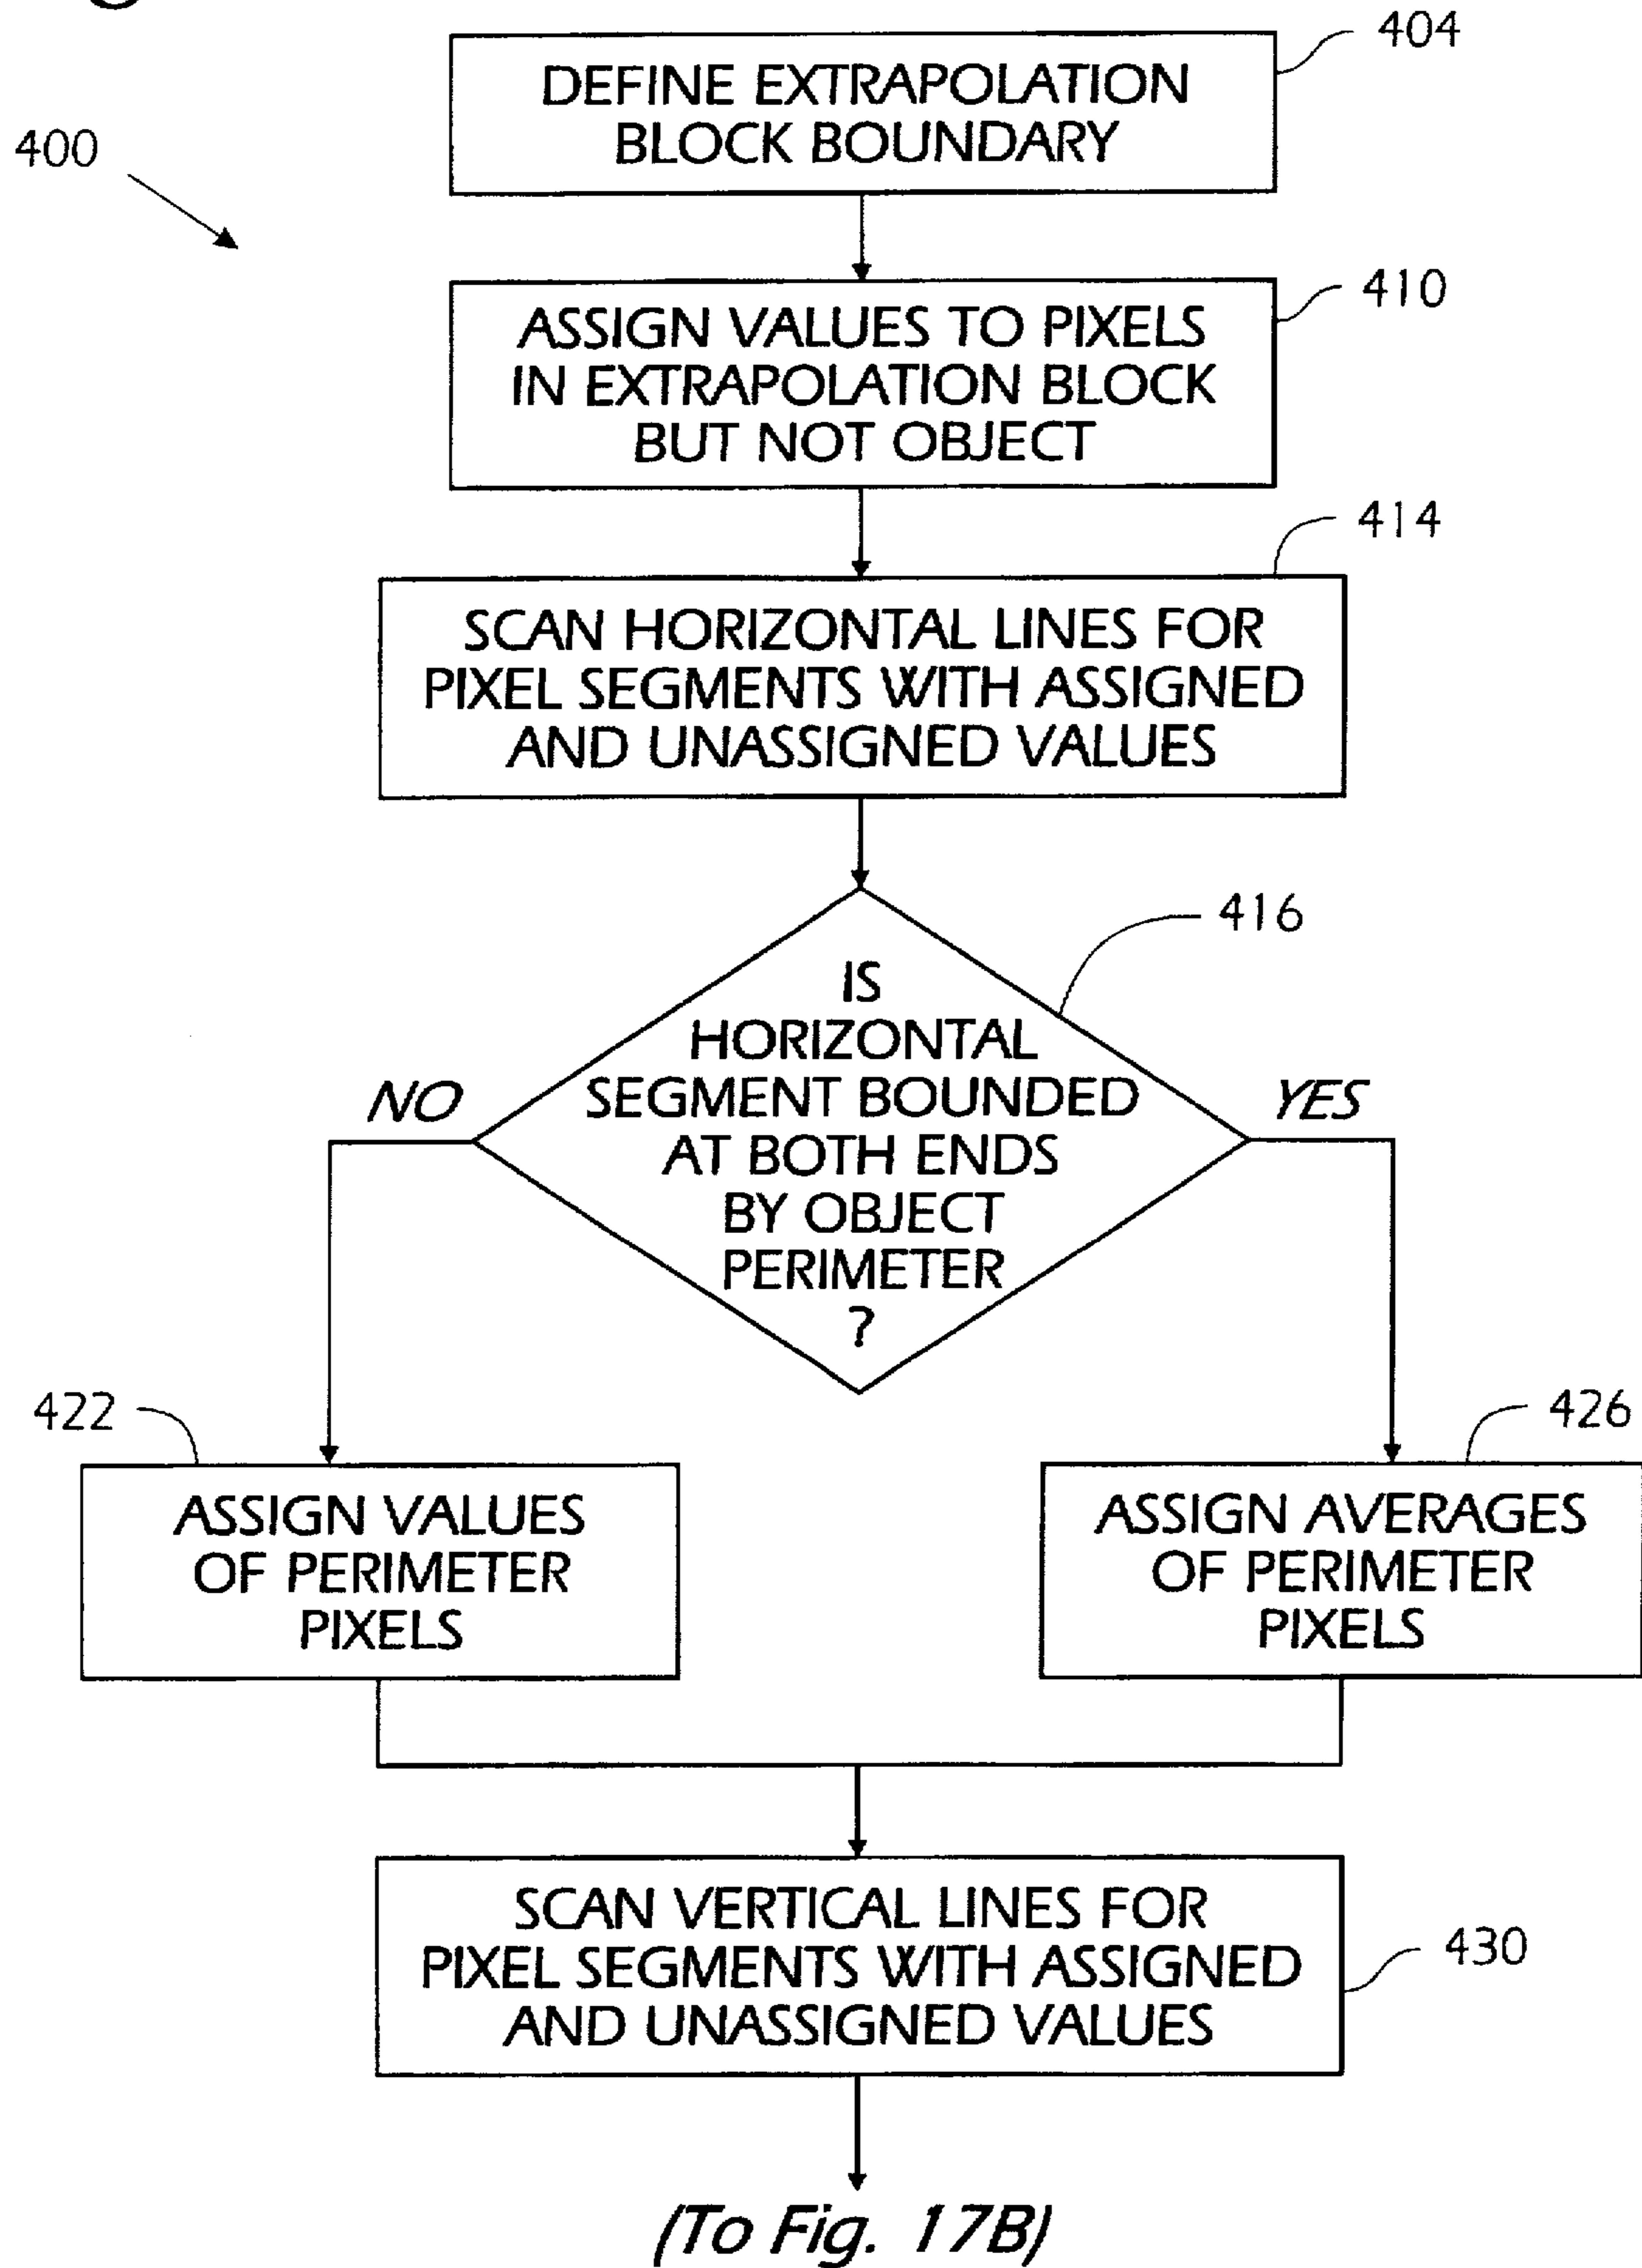 404
DEFINE EXTRAPOLATION
BLOCK BOUNDARY
400
410
ASSIGN VALUES TO PIXELS
IN EXTRAPOLATION BLOCK
BUT NOT OBJECT
414
SCAN HORIZONTAL LINES FOR
PIXEL SEGMENTS WITH ASSIGNED
AND UNASSIGNED VALUES
416
IS
HORIZONTAL
SEGMENT BOUNDED
AT BOTH ENDS
BY OBJECT
PERIMETER
?
NO
YES
422
ASSIGN VALUES
OF PERIMETER
PIXELS
426
ASSIGN AVERAGES
OF PERIMETER
PIXELS
SCAN VERTICAL LINES FOR
PIXEL SEGMENTS WITH ASSIGNED
AND UNASSIGNED VALUES
430
(To Fig. 17B)